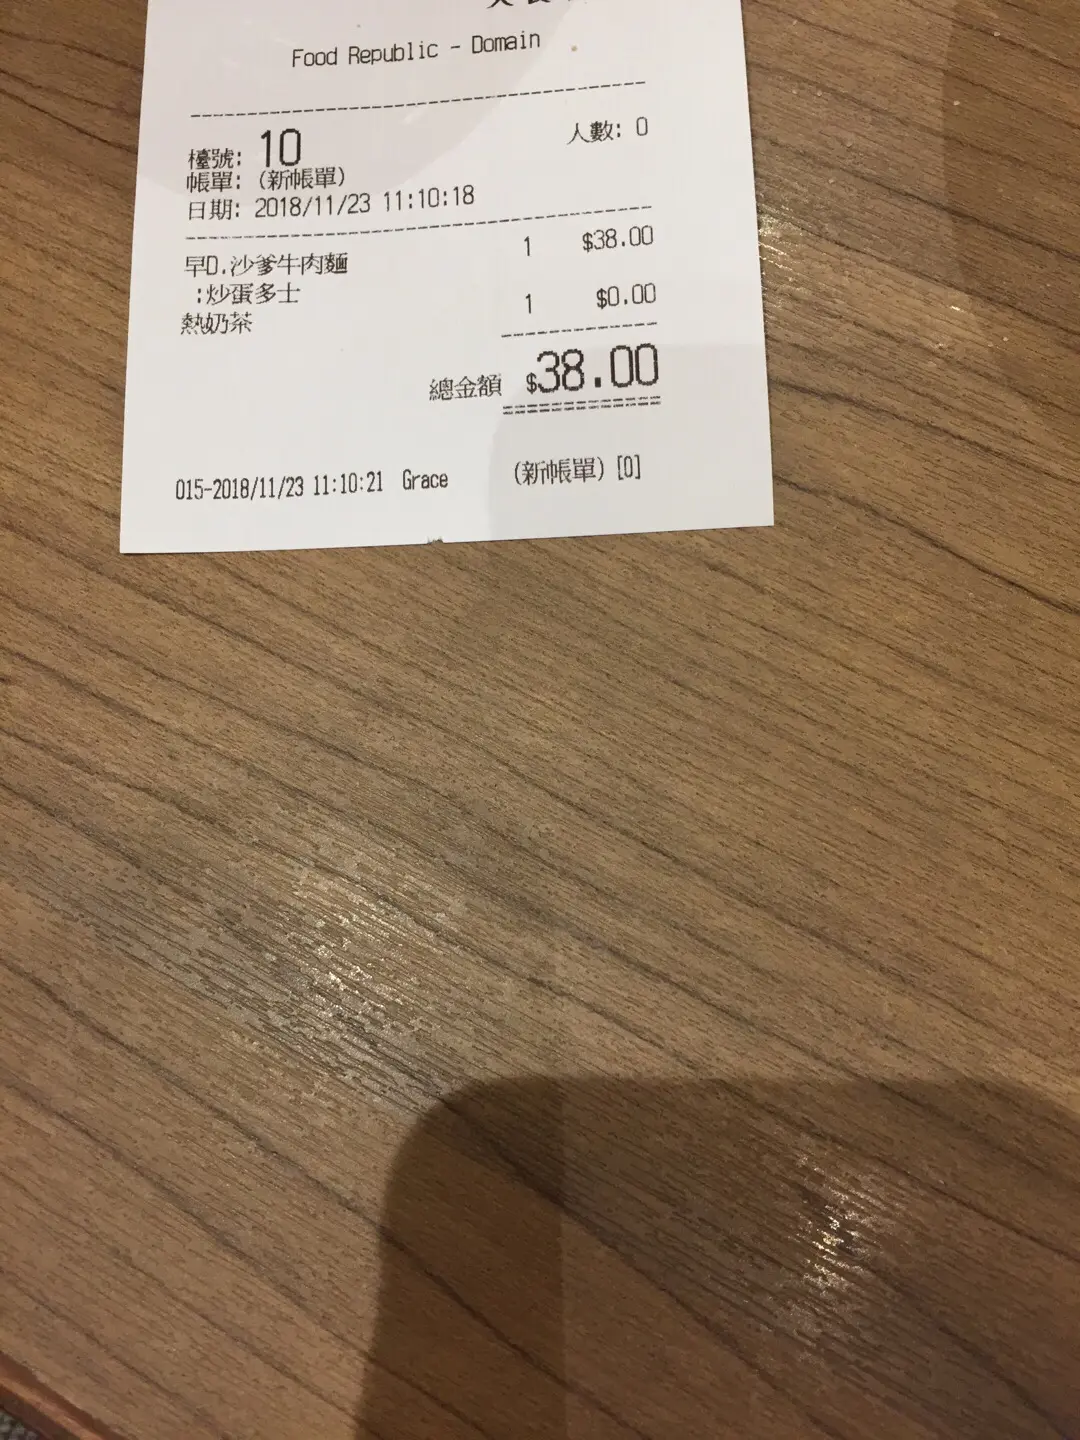 Food Republic - Domain
檯號: 10 人數: 0
帳單: (新帳單)
日期: 2018/11/23 11:10:18
早D.沙爹牛肉麵 1 $38.00
:炒蛋多士
熱奶茶 1 $0.00
總金額 $38.00
015-2018/11/23 11:10:21 Grace (新帳單) [0]